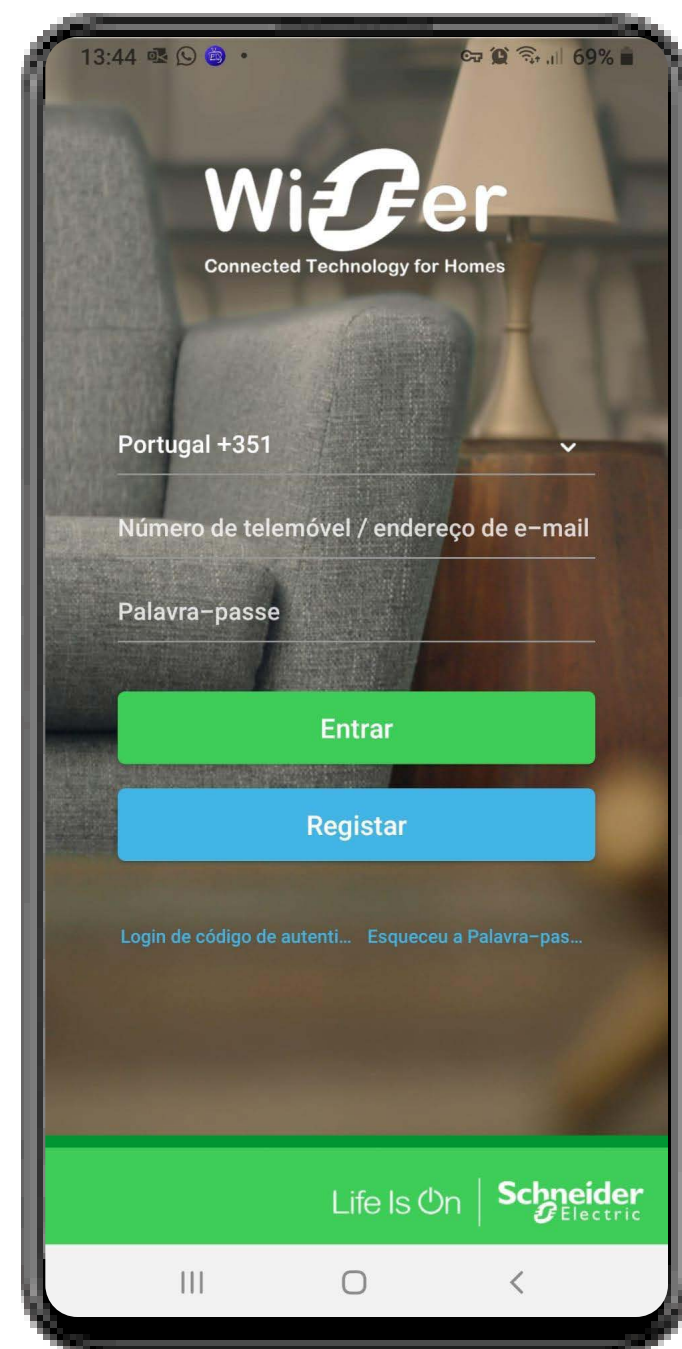 13:44
69%
Wiser
Connected Technology for Homes
Portugal +351
Número de telemóvel / endereço de e-mail
Palavra-passe
Entrar
Registar
Login de código de autenti... Esqueceu a Palavra-pas...
Life Is On
Schneider
Electric